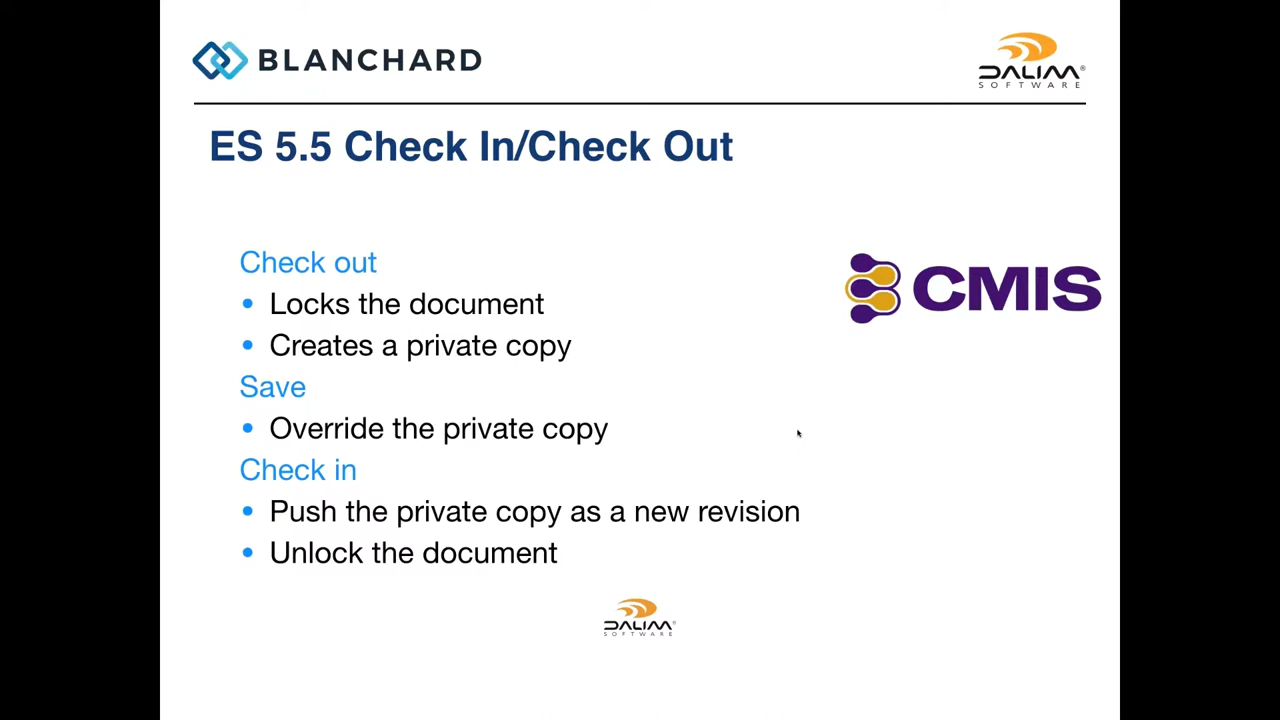 BLANCHARD
DALIM®
SOFTWARE
ES 5.5 Check In/Check Out
Check out
• Locks the document
• Creates a private copy
CMIS
Save
• Override the private copy
Check in
• Push the private copy as a new revision
• Unlock the document
DALIM®
SOFTWARE